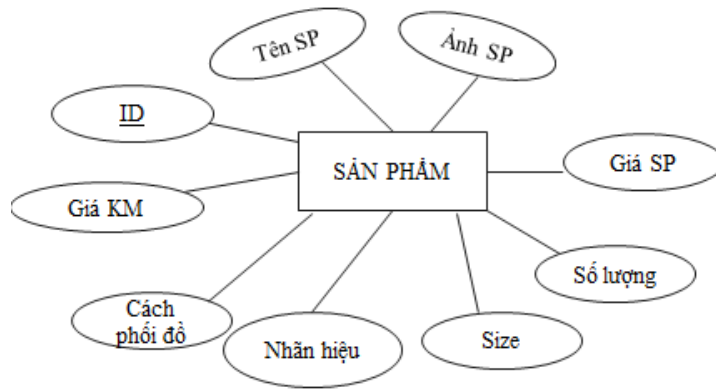 Tên SP
Ảnh SP
ID
SẢN PHẨM
Giá SP
Giá KM
Số lượng
Cách
phối đồ
Nhãn hiệu
Size